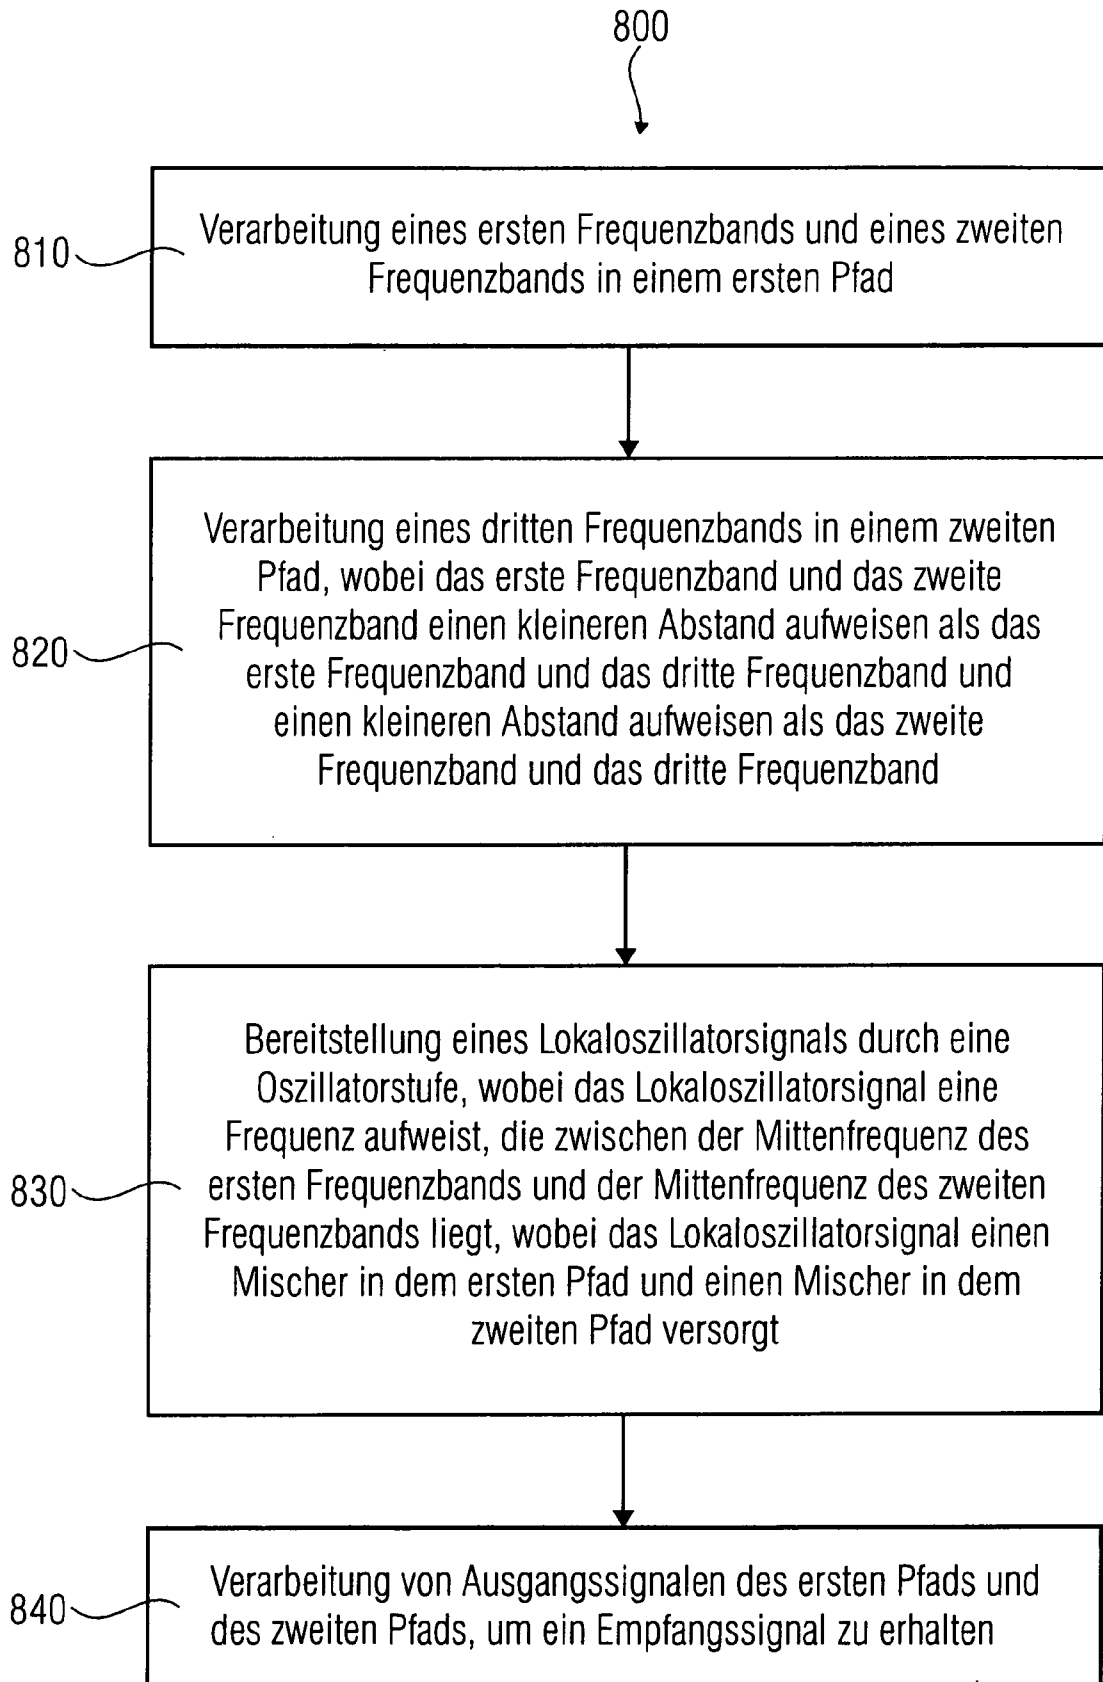 800
810
Verarbeitung eines ersten Frequenzbands und eines zweiten
Frequenzbands in einem ersten Pfad
820
Verarbeitung eines dritten Frequenzbands in einem zweiten
Pfad, wobei das erste Frequenzband und das zweite
Frequenzband einen kleineren Abstand aufweisen als das
erste Frequenzband und das dritte Frequenzband und
einen kleineren Abstand aufweisen als das zweite
Frequenzband und das dritte Frequenzband
830
Bereitstellung eines Lokaloszillatorsignals durch eine
Oszillatorstufe, wobei das Lokaloszillatorsignal eine
Frequenz aufweist, die zwischen der Mittenfrequenz des
ersten Frequenzbands und der Mittenfrequenz des zweiten
Frequenzbands liegt, wobei das Lokaloszillatorsignal einen
Mischer in dem ersten Pfad und einen Mischer in dem
zweiten Pfad versorgt
840
Verarbeitung von Ausgangssignalen des ersten Pfads und
des zweiten Pfads, um ein Empfangssignal zu erhalten